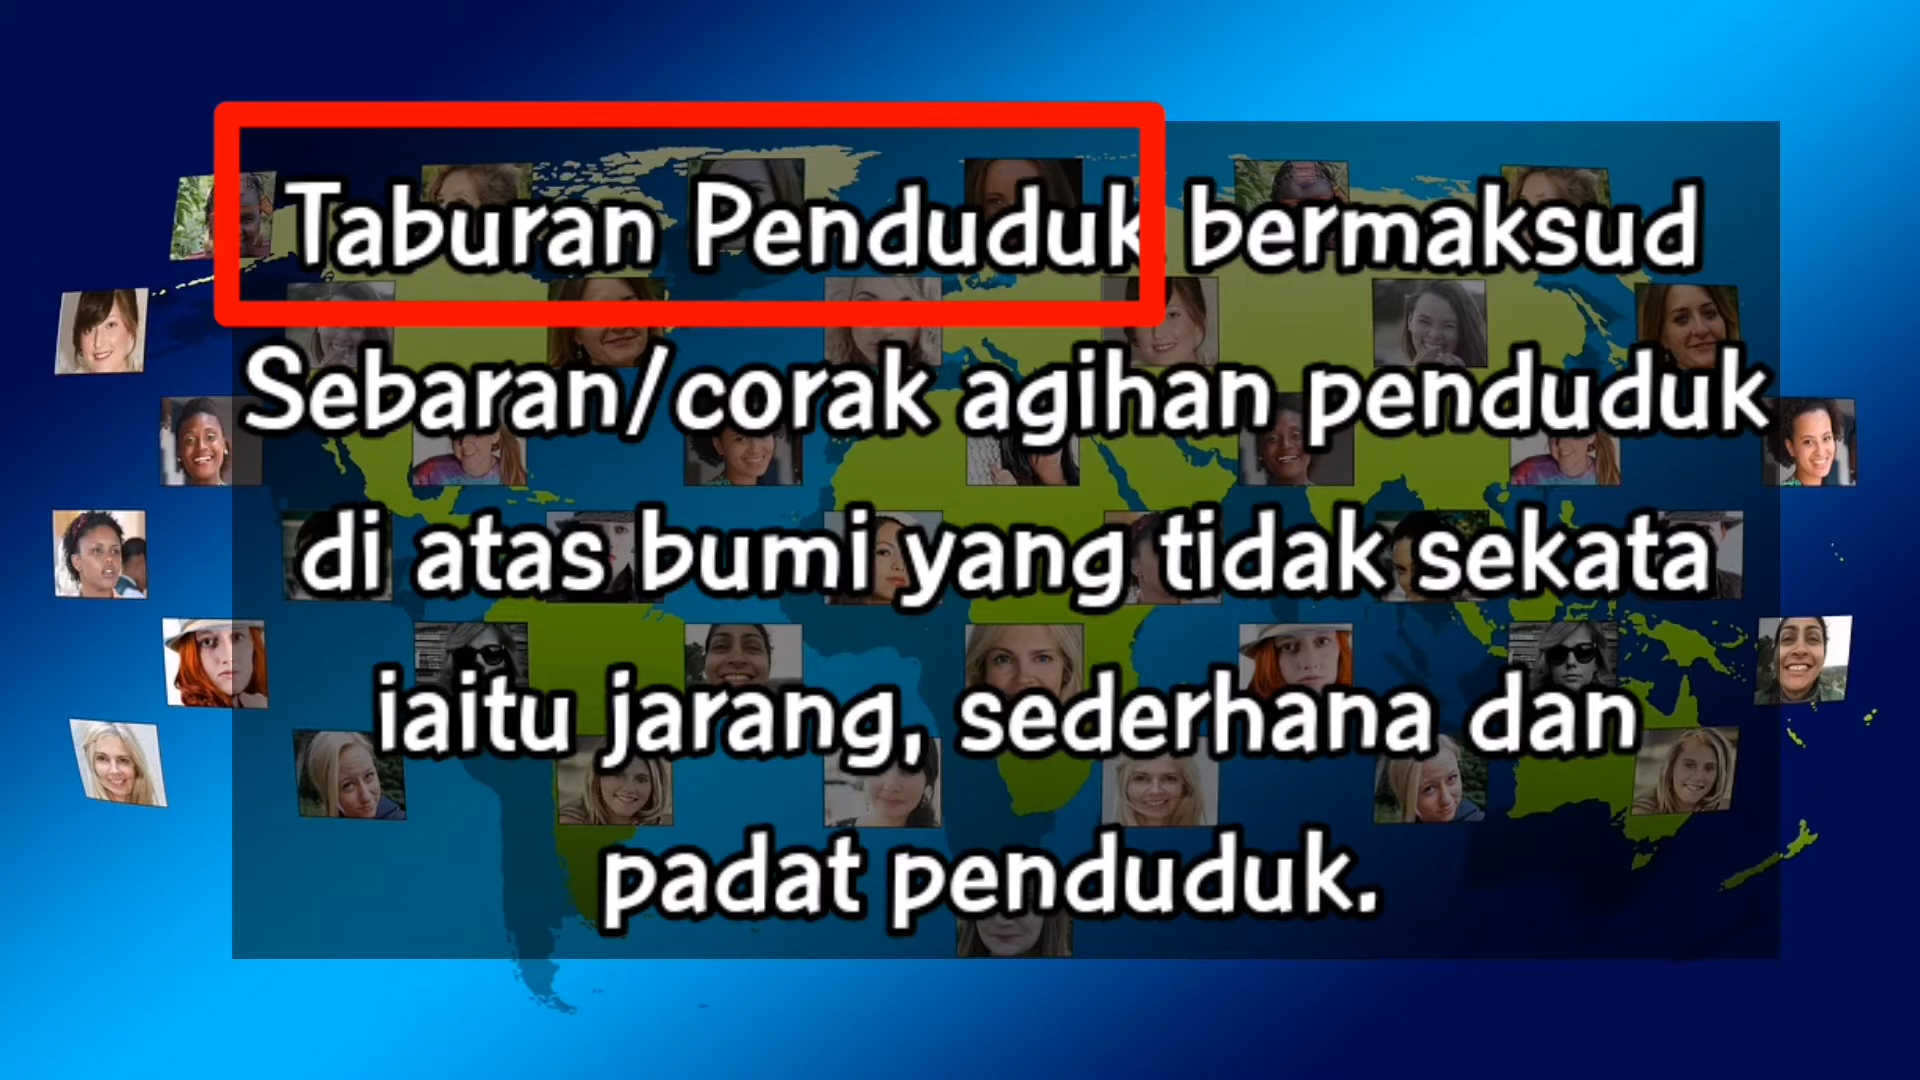 Taburan Penduduk bermaksud
Sebaran/corak agihan penduduk
di atas bumi yang tidak sekata
iaitu jarang, sederhana dan
padat penduduk.